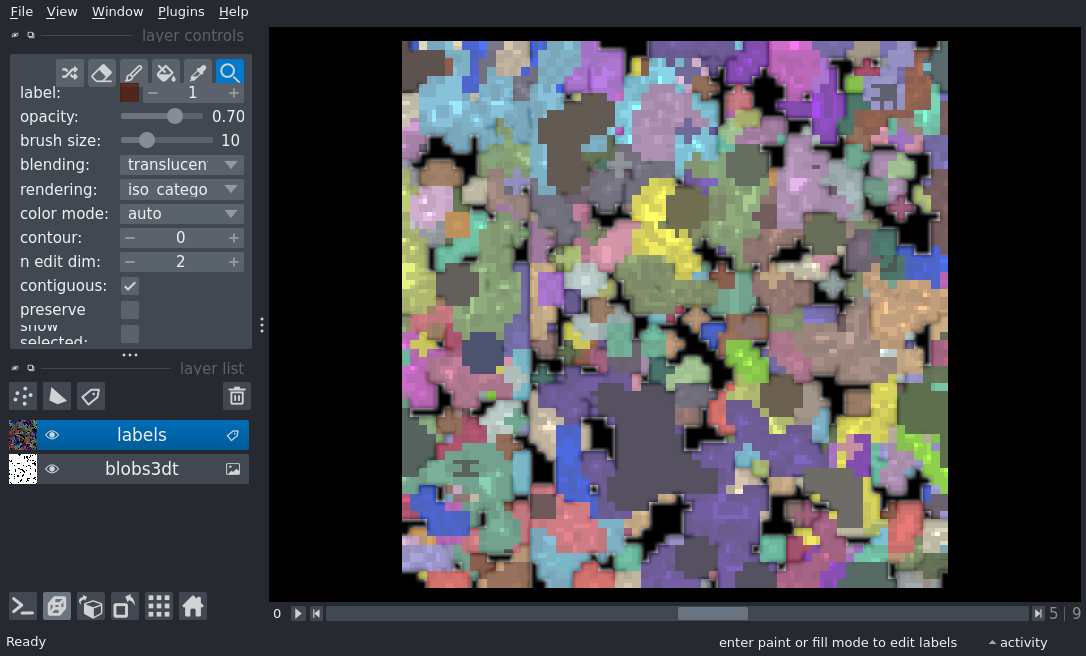 File View Window Plugins Help
layer controls
label: 1
opacity: 0.70
brush size: 10
blending: translucen
rendering: iso_catego
color mode: auto
contour: 0
n edit dim: 2
contiguous:
preserve
show
selected:
layer list
labels
blobs3dt
0 5 | 9
Ready enter paint or fill mode to edit labels activity